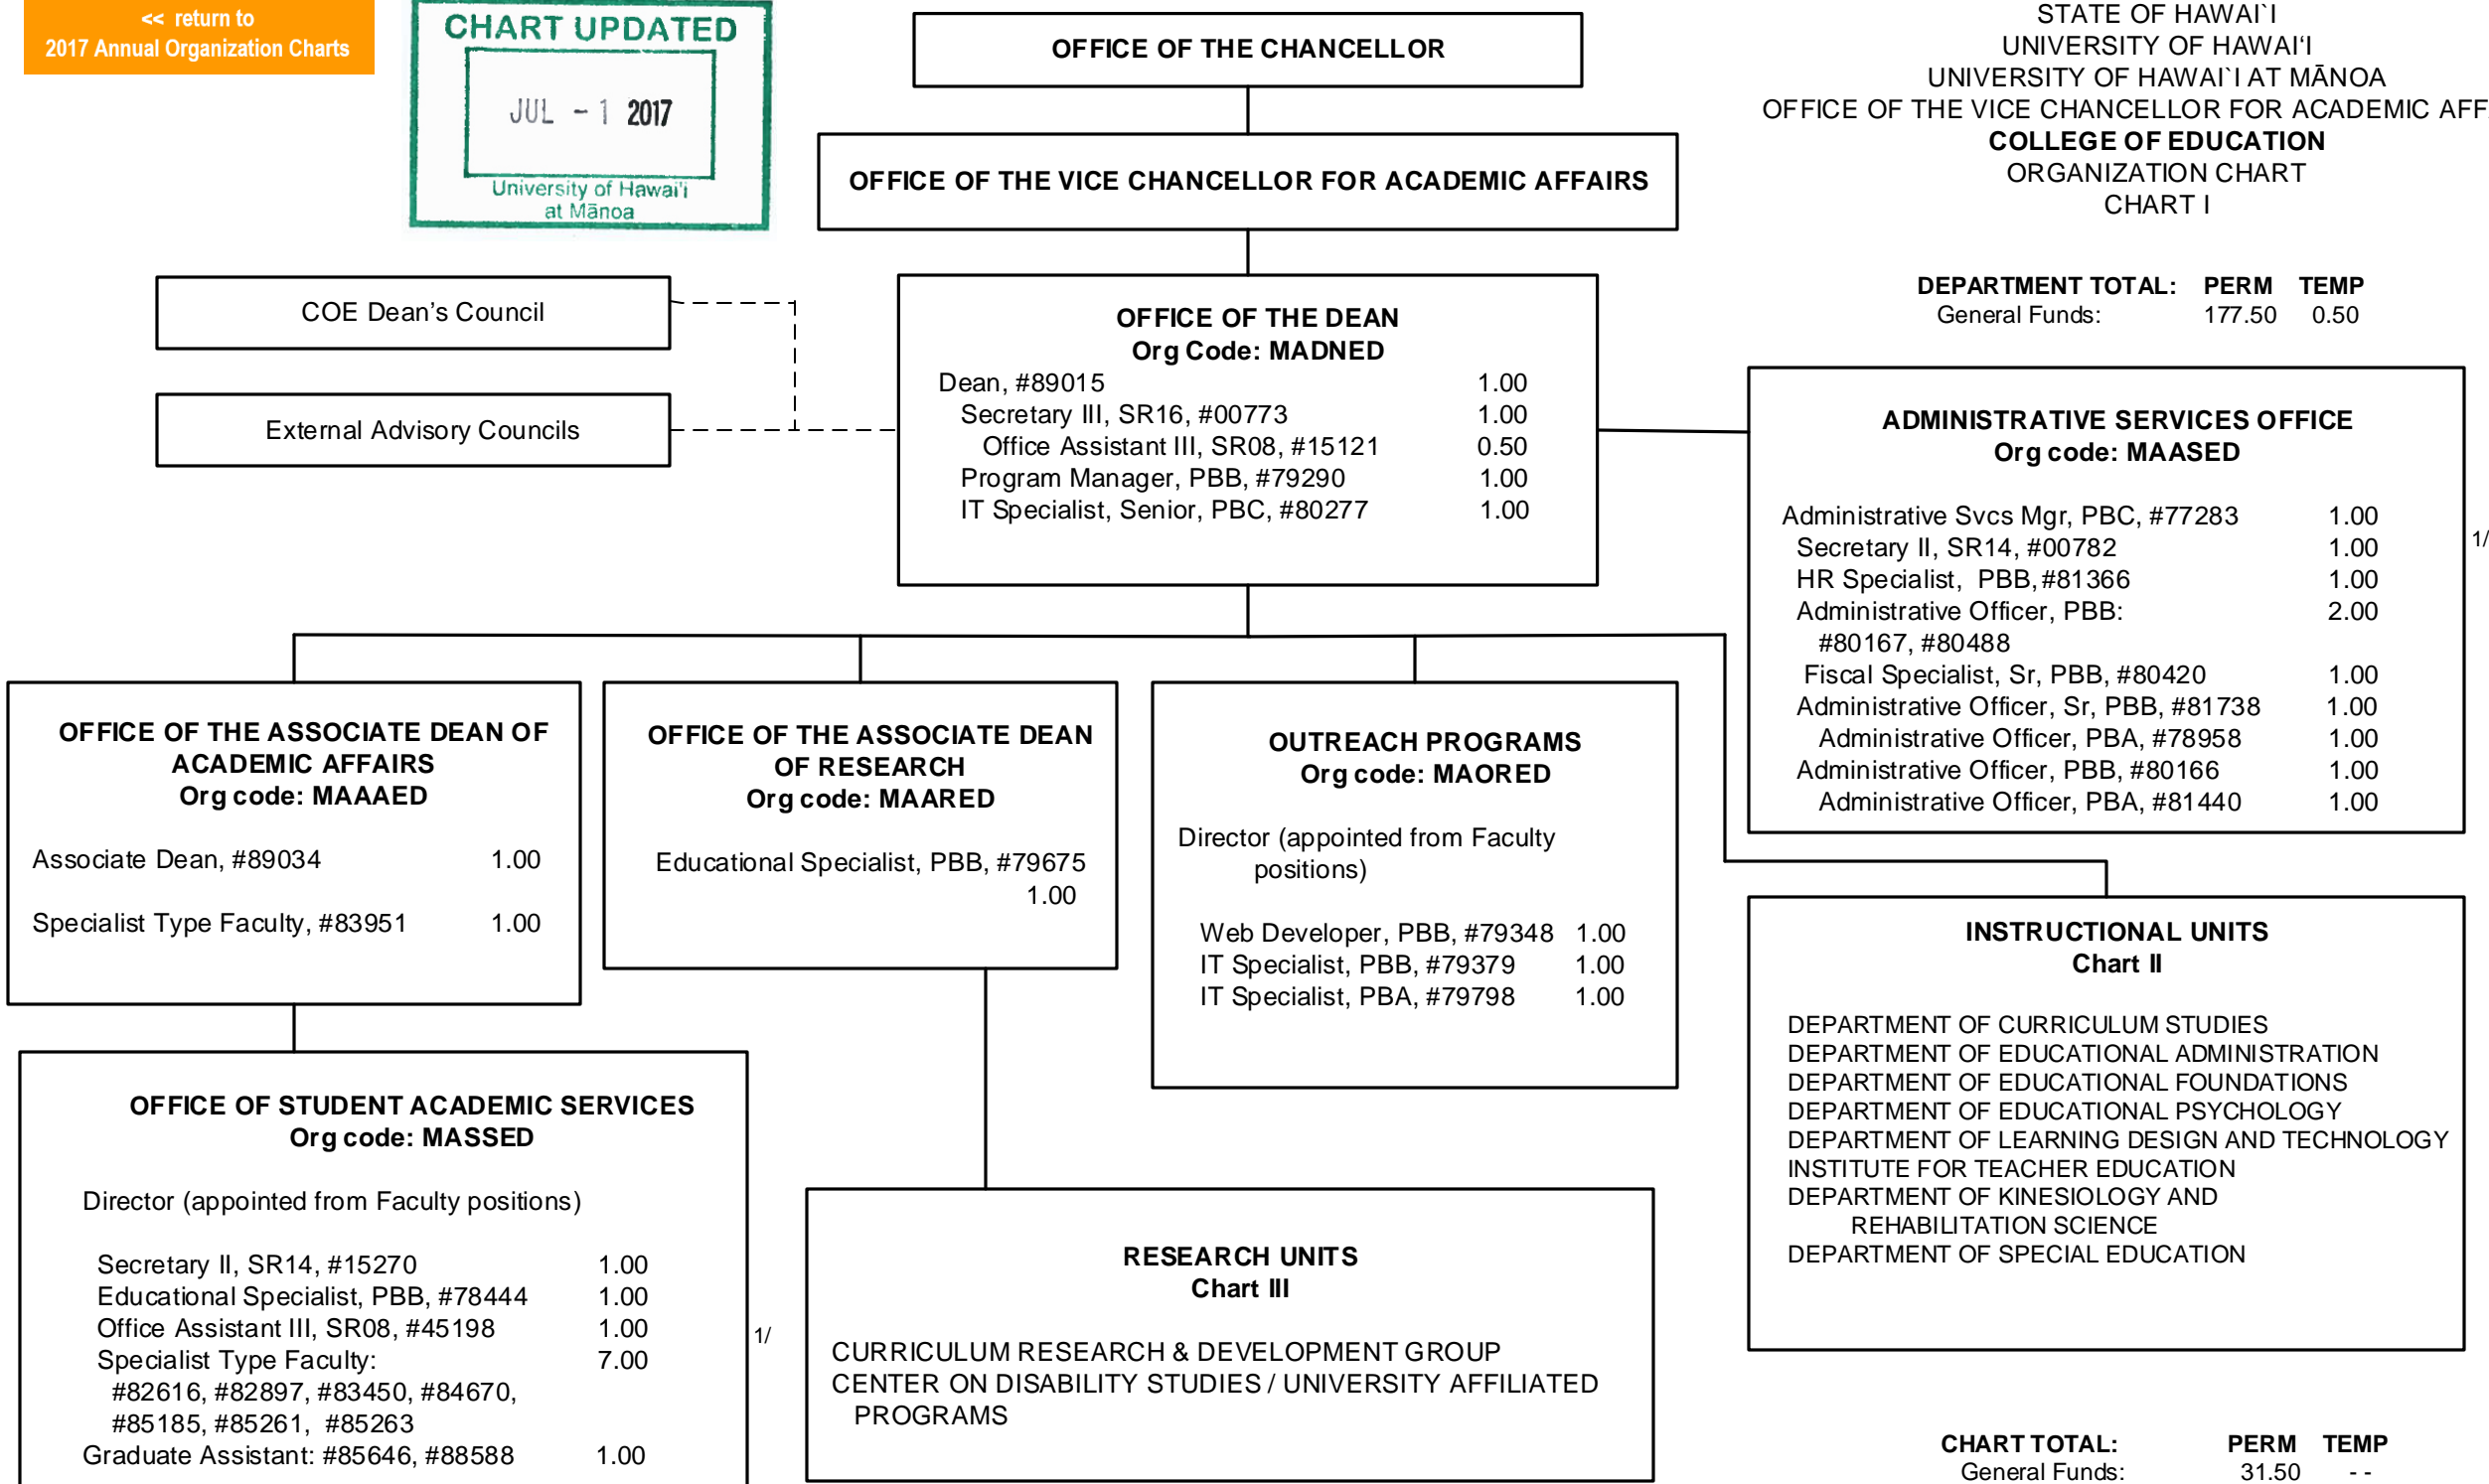 << return to
2017 Annual Organization Charts
CHART UPDATED
JUL - 1 2017
University of Hawai'i
at Mānoa
STATE OF HAWAI`I
UNIVERSITY OF HAWAI‘I
UNIVERSITY OF HAWAI`I AT MĀNOA
OFFICE OF THE VICE CHANCELLOR FOR ACADEMIC AFF
COLLEGE OF EDUCATION
ORGANIZATION CHART
CHART I
OFFICE OF THE CHANCELLOR
OFFICE OF THE VICE CHANCELLOR FOR ACADEMIC AFFAIRS
DEPARTMENT TOTAL: PERM TEMP
General Funds: 177.50 0.50
COE Dean’s Council
External Advisory Councils
OFFICE OF THE DEAN
Org Code: MADNED
Dean, #89015 1.00
Secretary III, SR16, #00773 1.00
Office Assistant III, SR08, #15121 0.50
Program Manager, PBB, #79290 1.00
IT Specialist, Senior, PBC, #80277 1.00
ADMINISTRATIVE SERVICES OFFICE
Org code: MAASED
Administrative Svcs Mgr, PBC, #77283 1.00
Secretary II, SR14, #00782 1.00 1/
HR Specialist, PBB, #81366 1.00
Administrative Officer, PBB: 2.00
#80167, #80488
Fiscal Specialist, Sr, PBB, #80420 1.00
Administrative Officer, Sr, PBB, #81738 1.00
Administrative Officer, PBA, #78958 1.00
Administrative Officer, PBB, #80166 1.00
Administrative Officer, PBA, #81440 1.00
OFFICE OF THE ASSOCIATE DEAN OF
ACADEMIC AFFAIRS
Org code: MAAAED
Associate Dean, #89034 1.00
Specialist Type Faculty, #83951 1.00
OFFICE OF THE ASSOCIATE DEAN
OF RESEARCH
Org code: MAARED
Educational Specialist, PBB, #79675
1.00
OUTREACH PROGRAMS
Org code: MAORED
Director (appointed from Faculty
positions)
Web Developer, PBB, #79348 1.00
IT Specialist, PBB, #79379 1.00
IT Specialist, PBA, #79798 1.00
INSTRUCTIONAL UNITS
Chart II
DEPARTMENT OF CURRICULUM STUDIES
DEPARTMENT OF EDUCATIONAL ADMINISTRATION
DEPARTMENT OF EDUCATIONAL FOUNDATIONS
DEPARTMENT OF EDUCATIONAL PSYCHOLOGY
DEPARTMENT OF LEARNING DESIGN AND TECHNOLOGY
INSTITUTE FOR TEACHER EDUCATION
DEPARTMENT OF KINESIOLOGY AND
REHABILITATION SCIENCE
DEPARTMENT OF SPECIAL EDUCATION
OFFICE OF STUDENT ACADEMIC SERVICES
Org code: MASSED
Director (appointed from Faculty positions)
Secretary II, SR14, #15270 1.00
Educational Specialist, PBB, #78444 1.00
Office Assistant III, SR08, #45198 1.00 1/
Specialist Type Faculty: 7.00
#82616, #82897, #83450, #84670,
#85185, #85261, #85263
Graduate Assistant: #85646, #88588 1.00
RESEARCH UNITS
Chart III
CURRICULUM RESEARCH & DEVELOPMENT GROUP
CENTER ON DISABILITY STUDIES / UNIVERSITY AFFILIATED
PROGRAMS
CHART TOTAL: PERM TEMP
General Funds: 31.50 - -